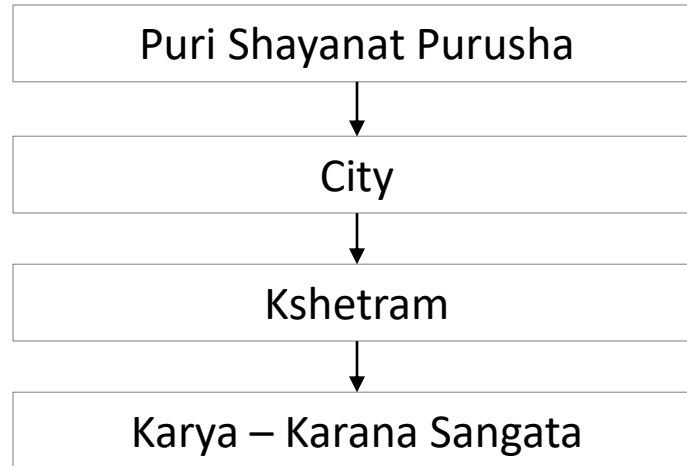 Puri Shayanat Purusha
City
Kshetram
Karya – Karana Sangata